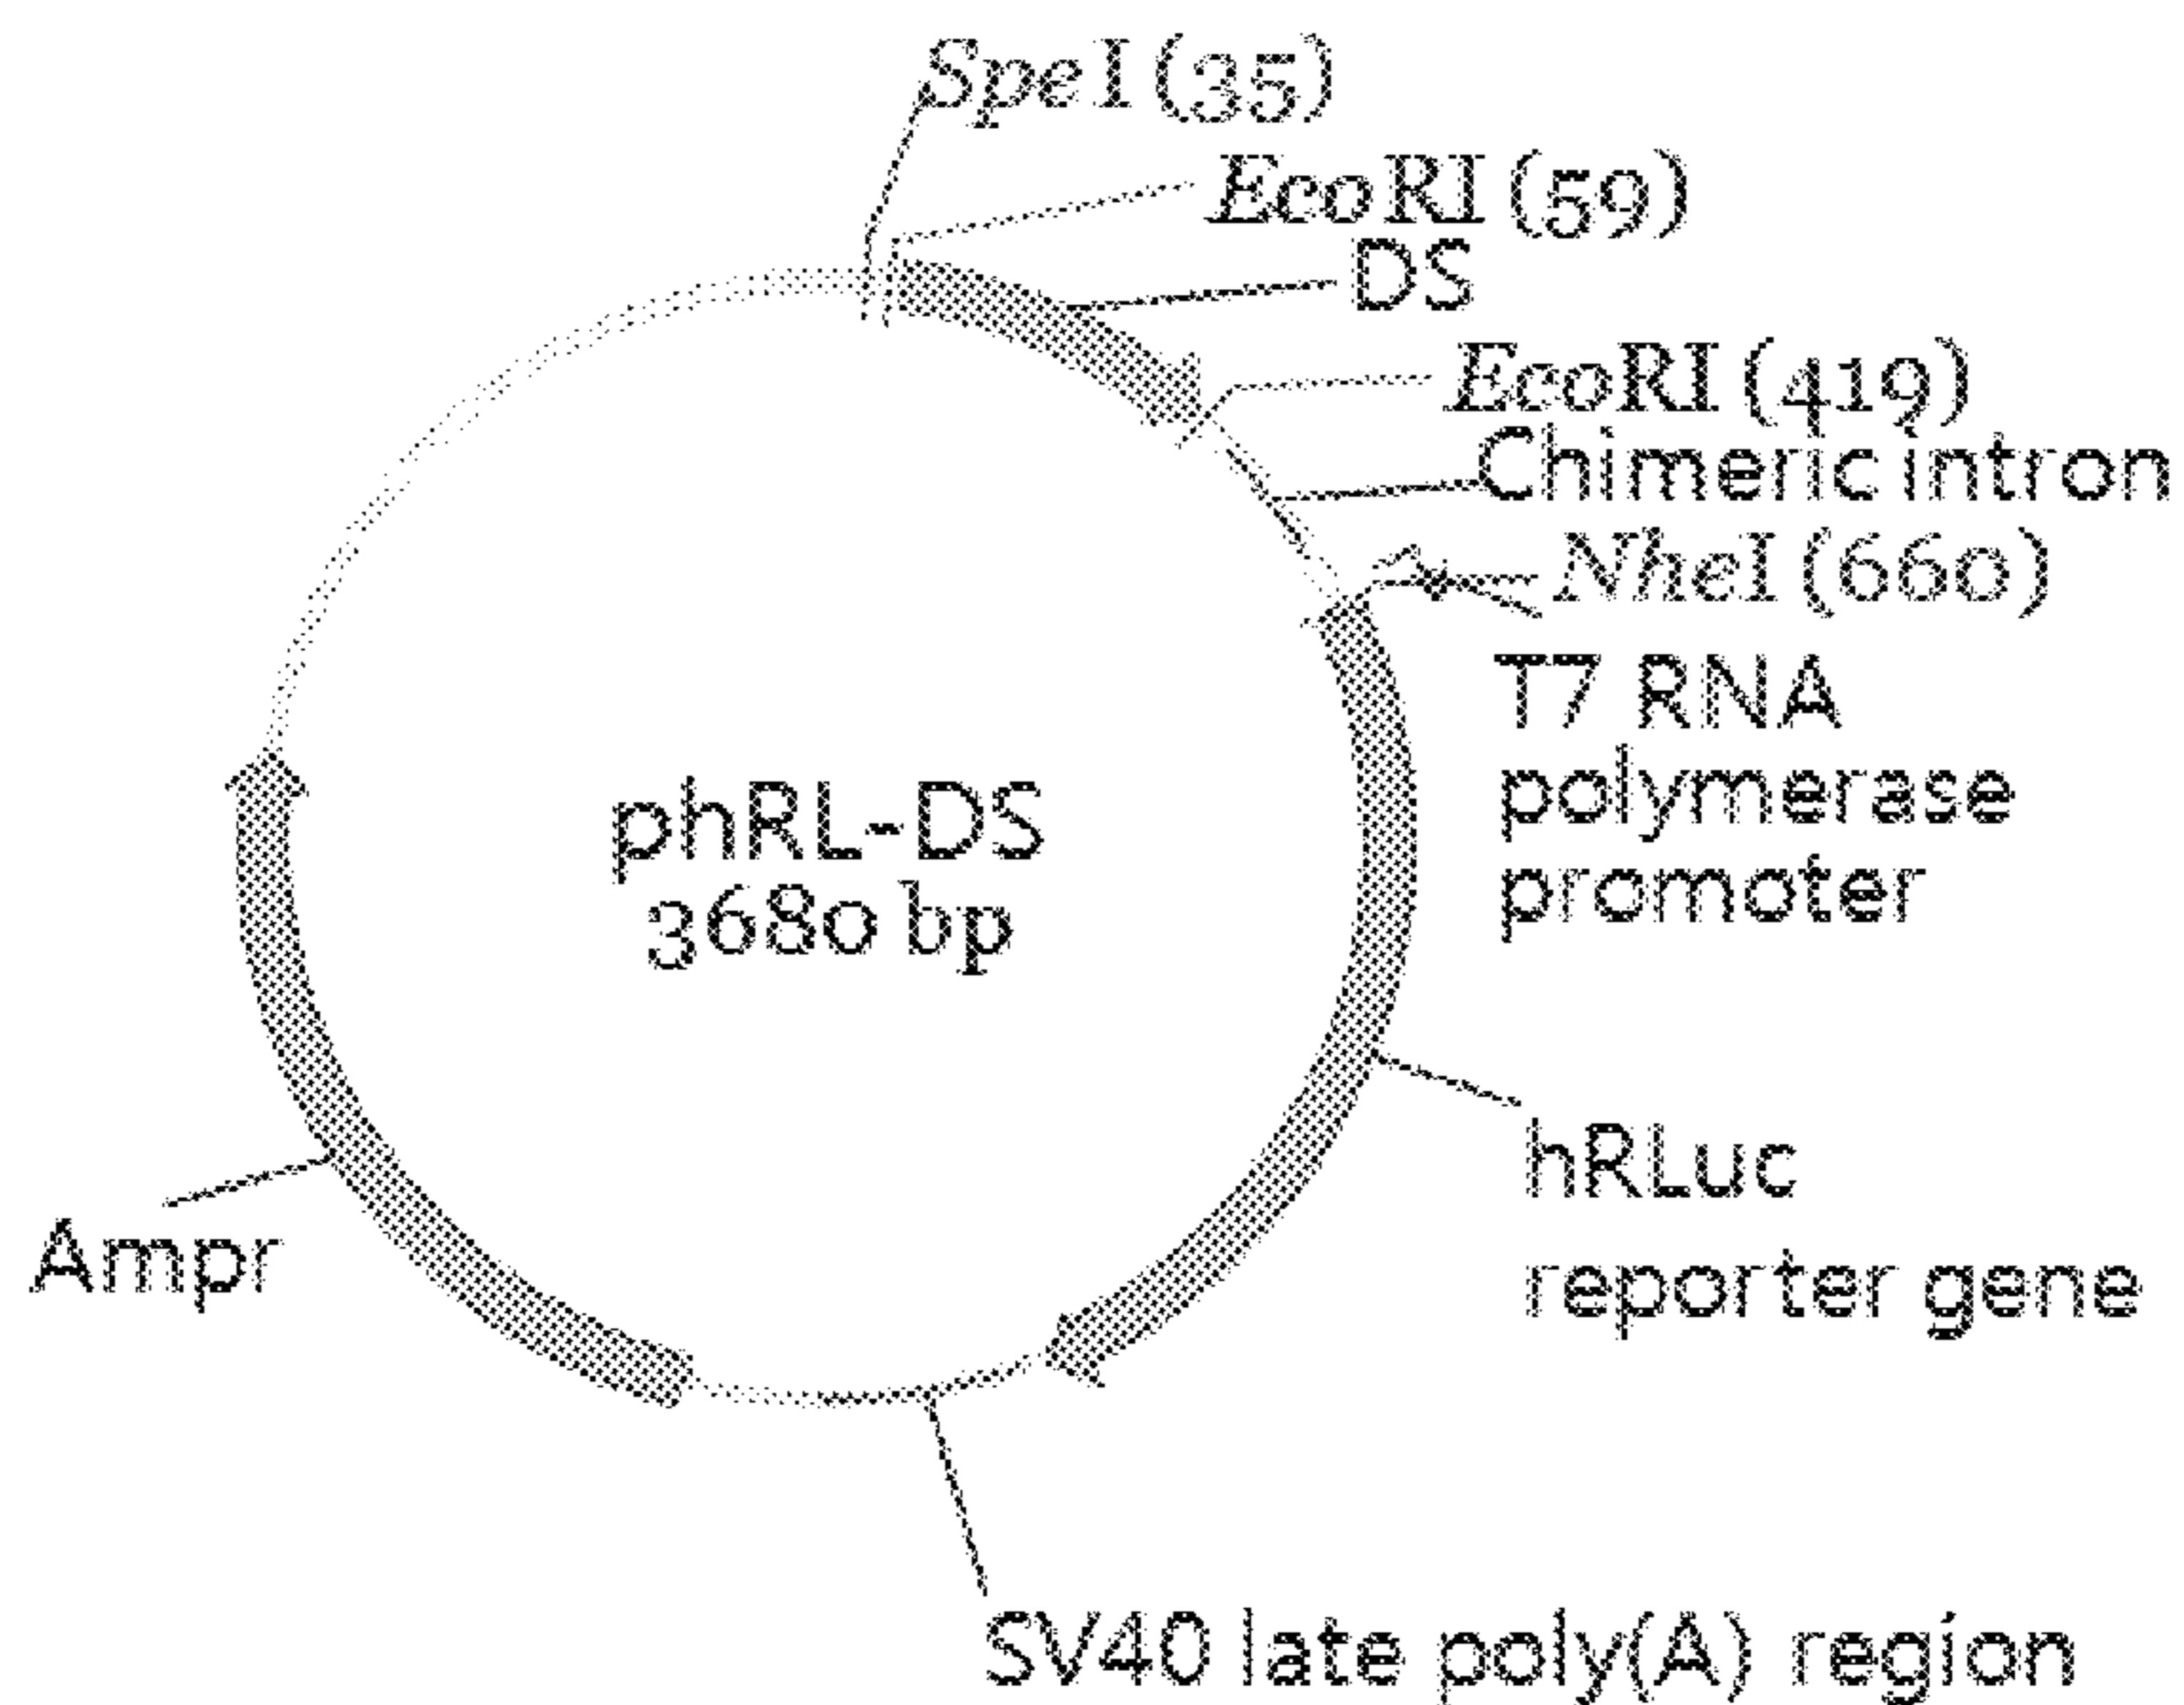 SpeI (35)
EcoRI (59)
DS
EcoRI (419)
Chimeric intron
NheI (660)
T7 RNA
polymerase
promoter
phRL-DS
3680 bp
hRLuc
reporter gene
Ampr
SV40 late poly(A) region